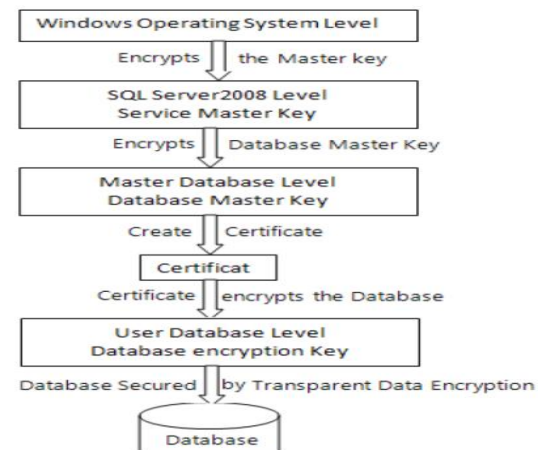 Windows Operating System Level
Encrypts the Master key
SQL Server2008 Level
Service Master Key
Encrypts Database Master Key
Master Database Level
Database Master Key
Create Certificate
Certificat
Certificate encrypts the Database
User Database Level
Database encryption Key
Database Secured by Transparent Data Encryption
Database